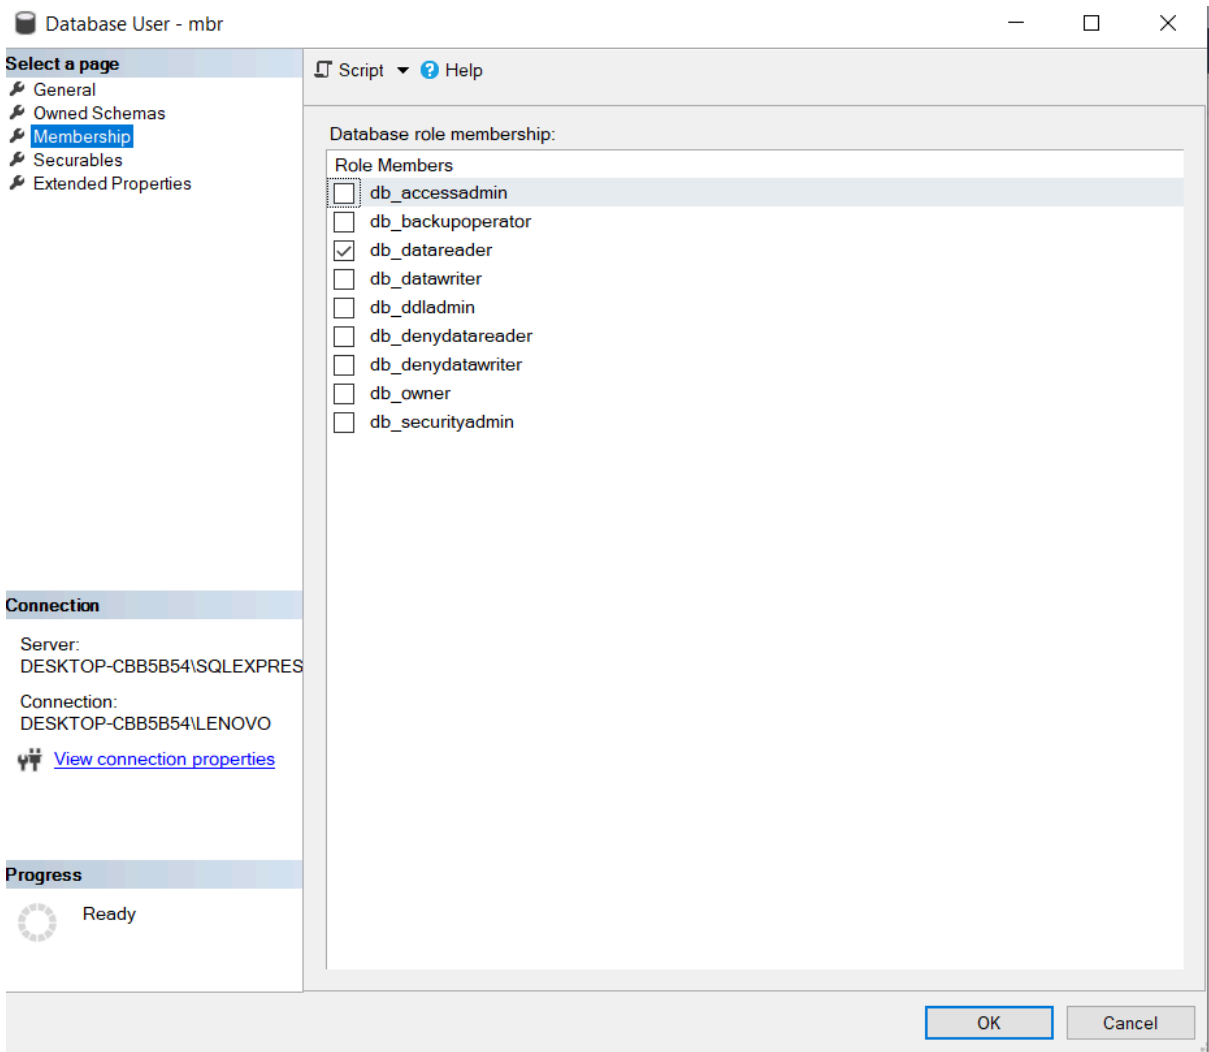 Database User - mbr
Select a page
General
Owned Schemas
Membership
Securables
Extended Properties
Script
Help
Database role membership:
Role Members
db_accessadmin
db_backupoperator
db_datareader
db_datawriter
db_ddladmin
db_denydatareader
db_denydatawriter
db_owner
db_securityadmin
Connection
Server:
DESKTOP-CBB5B54\SQLEXPRES
Connection:
DESKTOP-CBB5B54\LENOVO
View connection properties
Progress
Ready
OK
Cancel